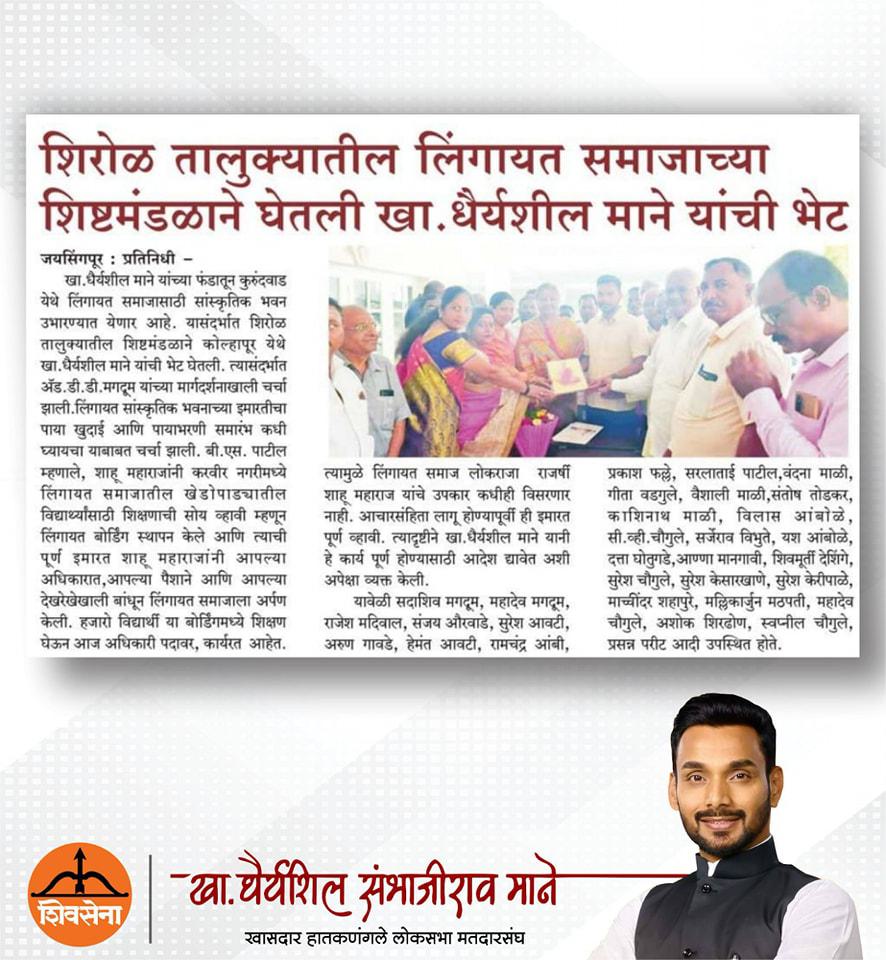 शिरोळ तालुक्यातील लिंगायत समाजाच्या
शिष्टमंडळाने घेतली खा.धैर्यशील माने यांची भेट
जयसिंगपूर : प्रतिनिधी –
खा.धैर्यशील माने यांच्या फंडातून कुरुंदवाड
येथे लिंगायत समाजासाठी सांस्कृतिक भवन
उभारण्यात येणार आहे. यासंदर्भात शिरोळ
तालुक्यातील शिष्टमंडळाने कोल्हापूर येथे
खा.धैर्यशील माने यांची भेट घेतली. त्यासंदर्भात
ॲड.डी.डी.मगदूम यांच्या मार्गदर्शनाखाली चर्चा
झाली.लिंगायत सांस्कृतिक भवनाच्या इमारतीचा
पाया खुदाई आणि पायाभरणी समारंभ कधी
घ्यायचा याबाबत चर्चा झाली. बी.एस. पाटील
म्हणाले, शाहू महाराजांनी करवीर नगरीमध्ये
लिंगायत समाजातील खेडोपाड्यातील
विद्यार्थ्यांसाठी शिक्षणाची सोय व्हावी म्हणून
लिंगायत बोर्डिंग स्थापन केले आणि त्याची
पूर्ण इमारत शाहू महाराजांनी आपल्या
अधिकारात,आपल्या पैशाने आणि आपल्या
देखरेखेखाली बांधून लिंगायत समाजाला अर्पण
केली. हजारो विद्यार्थी या बोर्डिंगमध्ये शिक्षण
घेऊन आज अधिकारी पदावर, कार्यरत आहेत.
त्यामुळे लिंगायत समाज लोकराजा राजर्षी
शाहू महाराज यांचे उपकार कधीही विसरणार
नाही. आचारसंहिता लागू होण्यापूर्वी ही इमारत
पूर्ण व्हावी. त्यादृष्टीने खा.धैर्यशील माने यानी
हे कार्य पूर्ण होण्यासाठी आदेश द्यावेत अशी
अपेक्षा व्यक्त केली.
यावेळी सदाशिव मगदूम, महादेव मगदूम,
राजेश मदिवाल, संजय औरवाडे, सुरेश आवटी,
अरुण गावडे, हेमंत आवटी, रामचंद्र आंबी,
प्रकाश फल्ले, सरलाताई पाटील,वंदना माळी,
गीता वडगुले, वैशाली माळी,संतोष तोडकर,
काशिनाथ माळी, विलास आंबोळे,
सी.व्ही.चौगुले, सर्जेराव विभुते, यश आंबोळे,
दत्ता घोतुगडे,आण्णा मानगावी, शिवमूर्ती देशिंगे,
सुरेश चौगुले, सुरेश केसारखाणे, सुरेश केरीपाळे,
माच्चींदर शहापुरे, मल्लिकार्जुन मठपती, महादेव
चौगुले, अशोक शिरढोण, स्वप्नील चौगुले,
प्रसन्न परीट आदी उपस्थित होते.
शिवसेना
खा.धैर्यशिल संभाजीराव माने
खासदार हातकणंगले लोकसभा मतदारसंघ